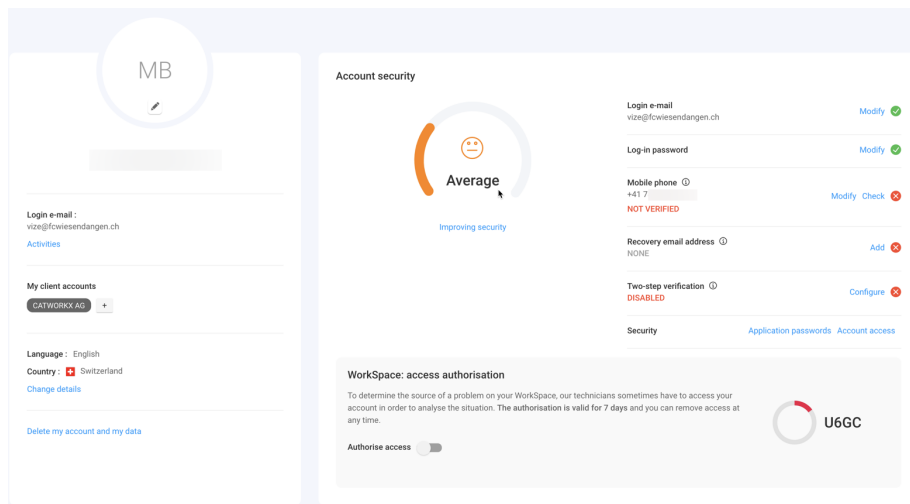 MB
Login e-mail :
vize@fcwiesendangen.ch
Activities
My client accounts
CATWORKX AG +
Language : English
Country : Switzerland
Change details
Delete my account and my data
Account security
Average
Improving security
Login e-mail
vize@fcwiesendangen.ch
Modify
Log-in password
Modify
Mobile phone
+41 7
NOT VERIFIED
Modify Check
Recovery email address
NONE
Add
Two-step verification
DISABLED
Configure
Security
Application passwords Account access
WorkSpace: access authorisation
To determine the source of a problem on your WorkSpace, our technicians sometimes have to access your
account in order to analyse the situation. The authorisation is valid for 7 days and you can remove access at
any time.
Authorise access
U6GC